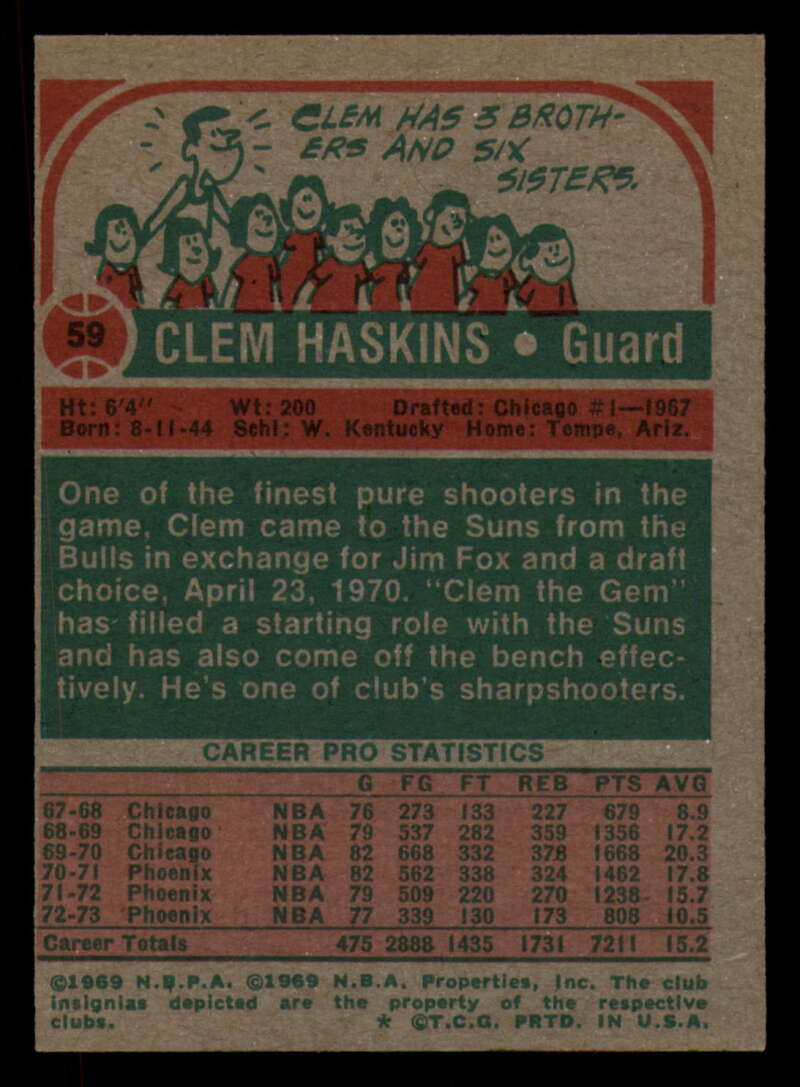 CLEM HAS 3 BROTH-
ERS AND SIX
SISTERS.
59
CLEM HASKINS • Guard
Ht: 6'4" Wt: 200 Drafted: Chicago #1—1967
Born: 8-11-44 Schl: W. Kentucky Home: Tempe, Ariz.
One of the finest pure shooters in the
game, Clem came to the Suns from the
Bulls in exchange for Jim Fox and a draft
choice, April 23, 1970. "Clem the Gem"
has filled a starting role with the Suns
and has also come off the bench effec-
tively. He's one of club's sharpshooters.
CAREER PRO STATISTICS
G FG FT REB PTS AVG
67-68 Chicago NBA 76 273 133 227 679 8.9
68-69 Chicago NBA 79 537 282 359 1356 17.2
69-70 Chicago NBA 82 668 332 378 1668 20.3
70-71 Phoenix NBA 82 562 338 324 1462 17.8
71-72 Phoenix NBA 79 509 220 270 1238 15.7
72-73 Phoenix NBA 77 339 130 173 808 10.5
Career Totals 475 2888 1435 1731 7211 15.2
©1969 N.B.P.A. ©1969 N.B.A. Properties, Inc. The club
insignias depicted are the property of the respective
clubs. * ©T.C.G. PRTD. IN U.S.A.